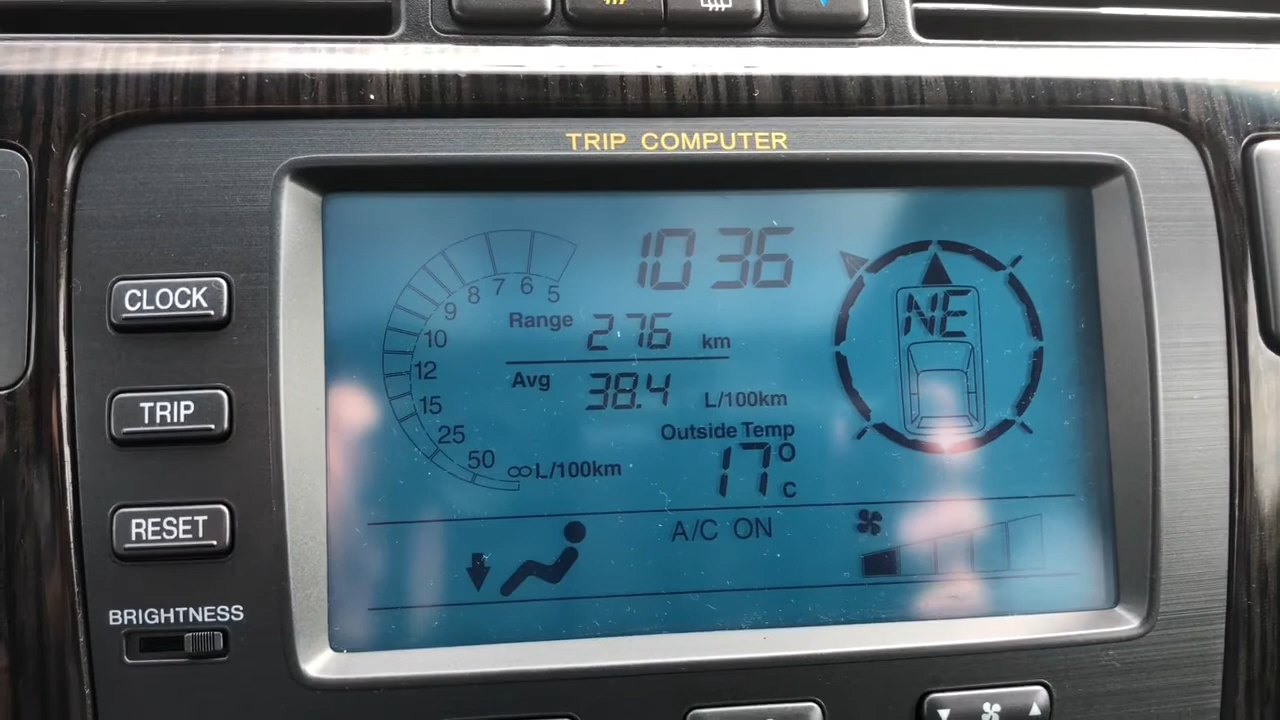 TRIP COMPUTER
CLOCK
TRIP
RESET
BRIGHTNESS
10 36
5
6
7
8
9
10
12
15
25
50
∞ L/100km
Range 276 km
Avg 38.4 L/100km
Outside Temp
17°C
NE
A/C ON